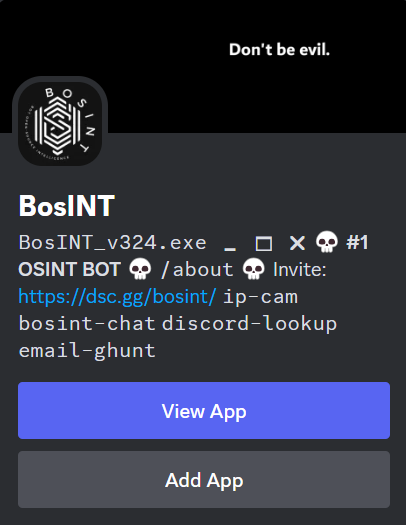 Don't be evil.
BOSINT
BosINT
BosINT_v324.exe _ □ ✕ 💀 #1
OSINT BOT 💀 /about 💀 Invite:
https://dsc.gg/bosint/ ip-cam
bosint-chat discord-lookup
email-ghunt
View App
Add App